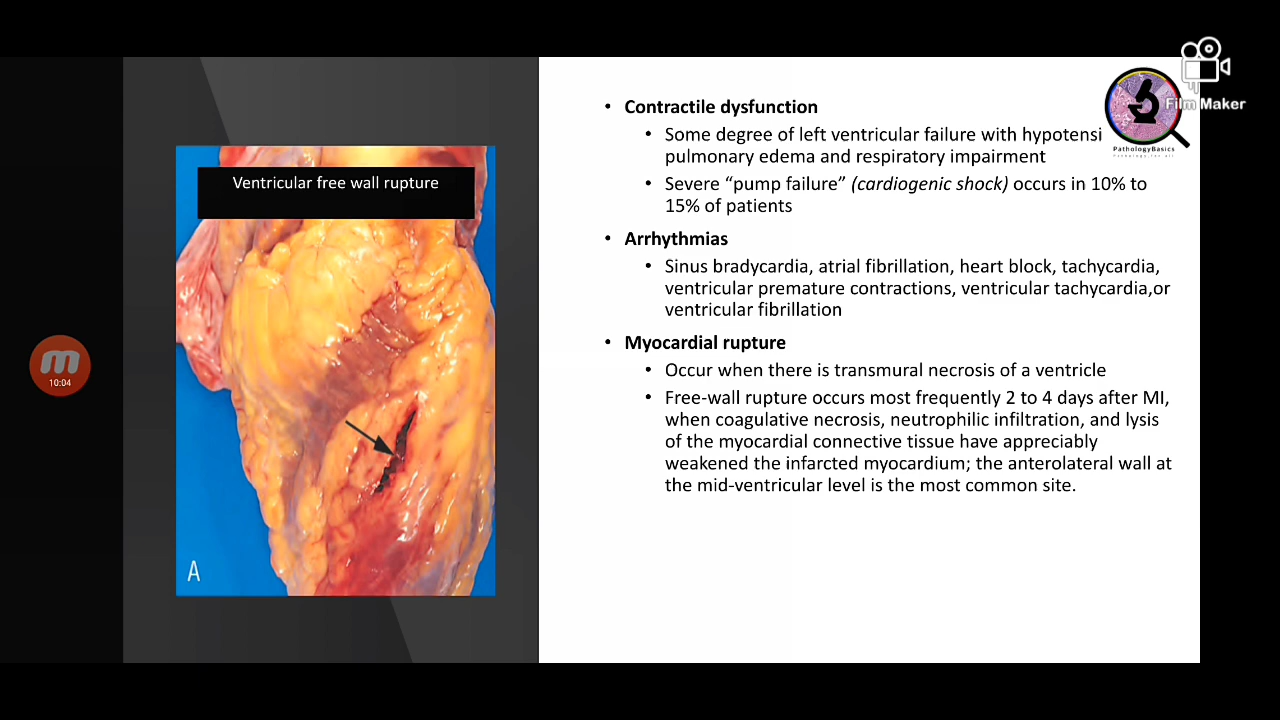 Ventricular free wall rupture
A
10:04
Film Maker
PathologyBasics
• Contractile dysfunction
• Some degree of left ventricular failure with hypotensi
pulmonary edema and respiratory impairment
• Severe “pump failure” (cardiogenic shock) occurs in 10% to
15% of patients
• Arrhythmias
• Sinus bradycardia, atrial fibrillation, heart block, tachycardia,
ventricular premature contractions, ventricular tachycardia,or
ventricular fibrillation
• Myocardial rupture
• Occur when there is transmural necrosis of a ventricle
• Free-wall rupture occurs most frequently 2 to 4 days after MI,
when coagulative necrosis, neutrophilic infiltration, and lysis
of the myocardial connective tissue have appreciably
weakened the infarcted myocardium; the anterolateral wall at
the mid-ventricular level is the most common site.